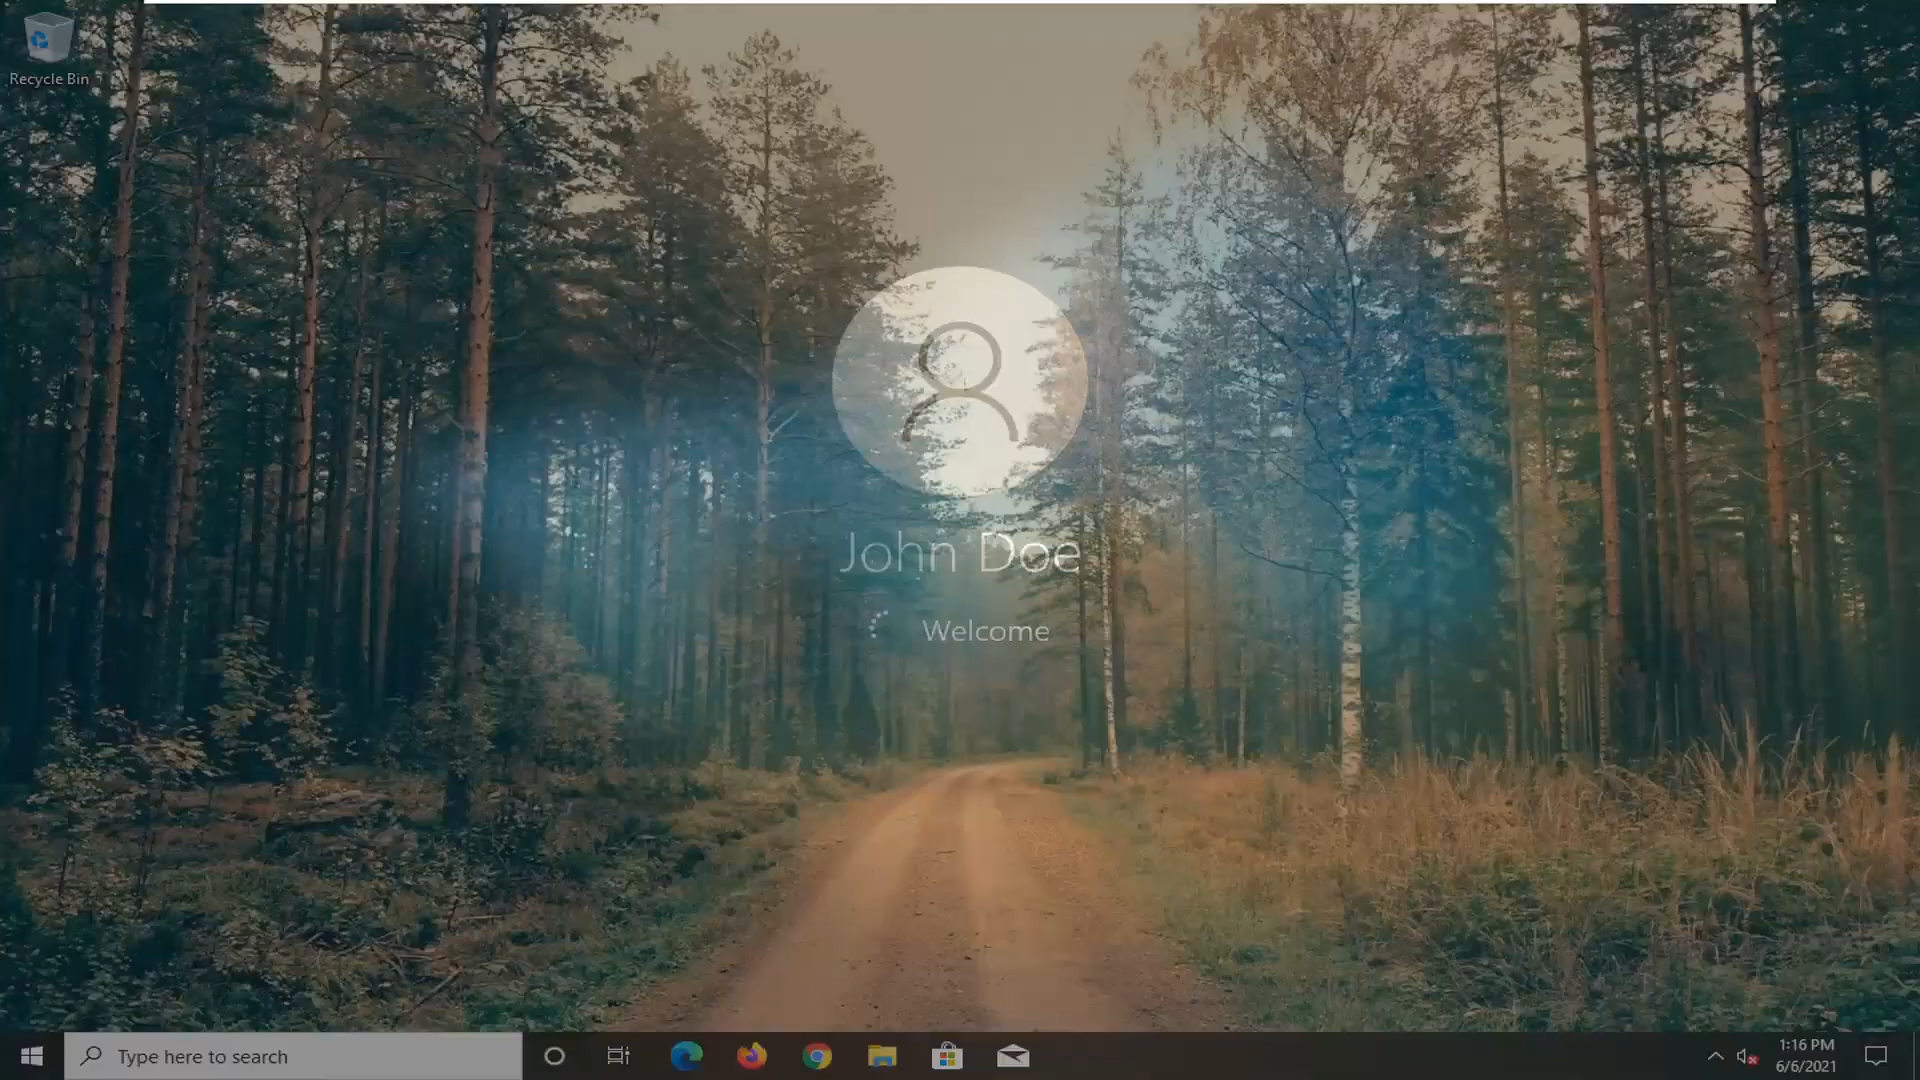 Recycle Bin
John Doe
Welcome
Type here to search
1:16 PM
6/6/2021